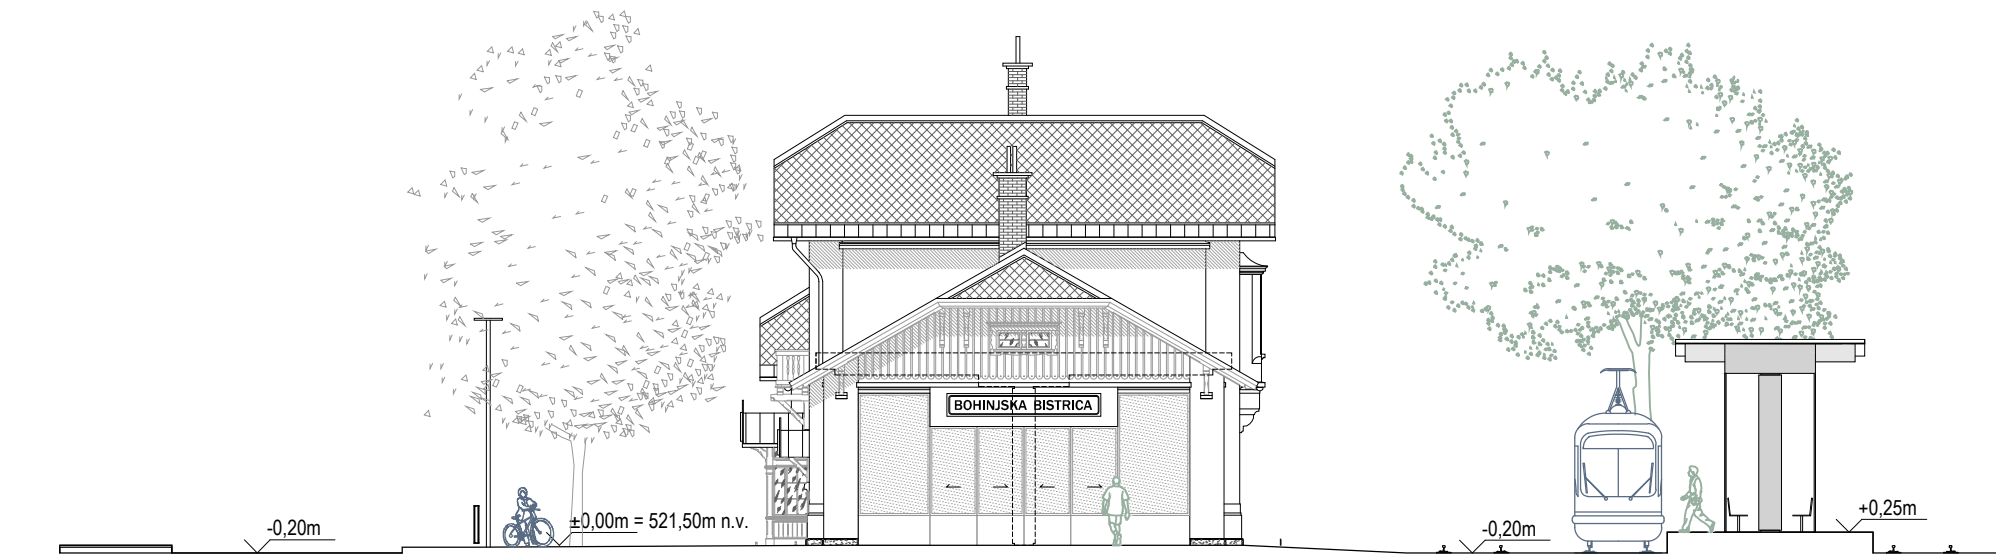 BOHINJSKA BISTRICA
-0,20m
±0,00m = 521,50m n.v.
-0,20m
+0,25m